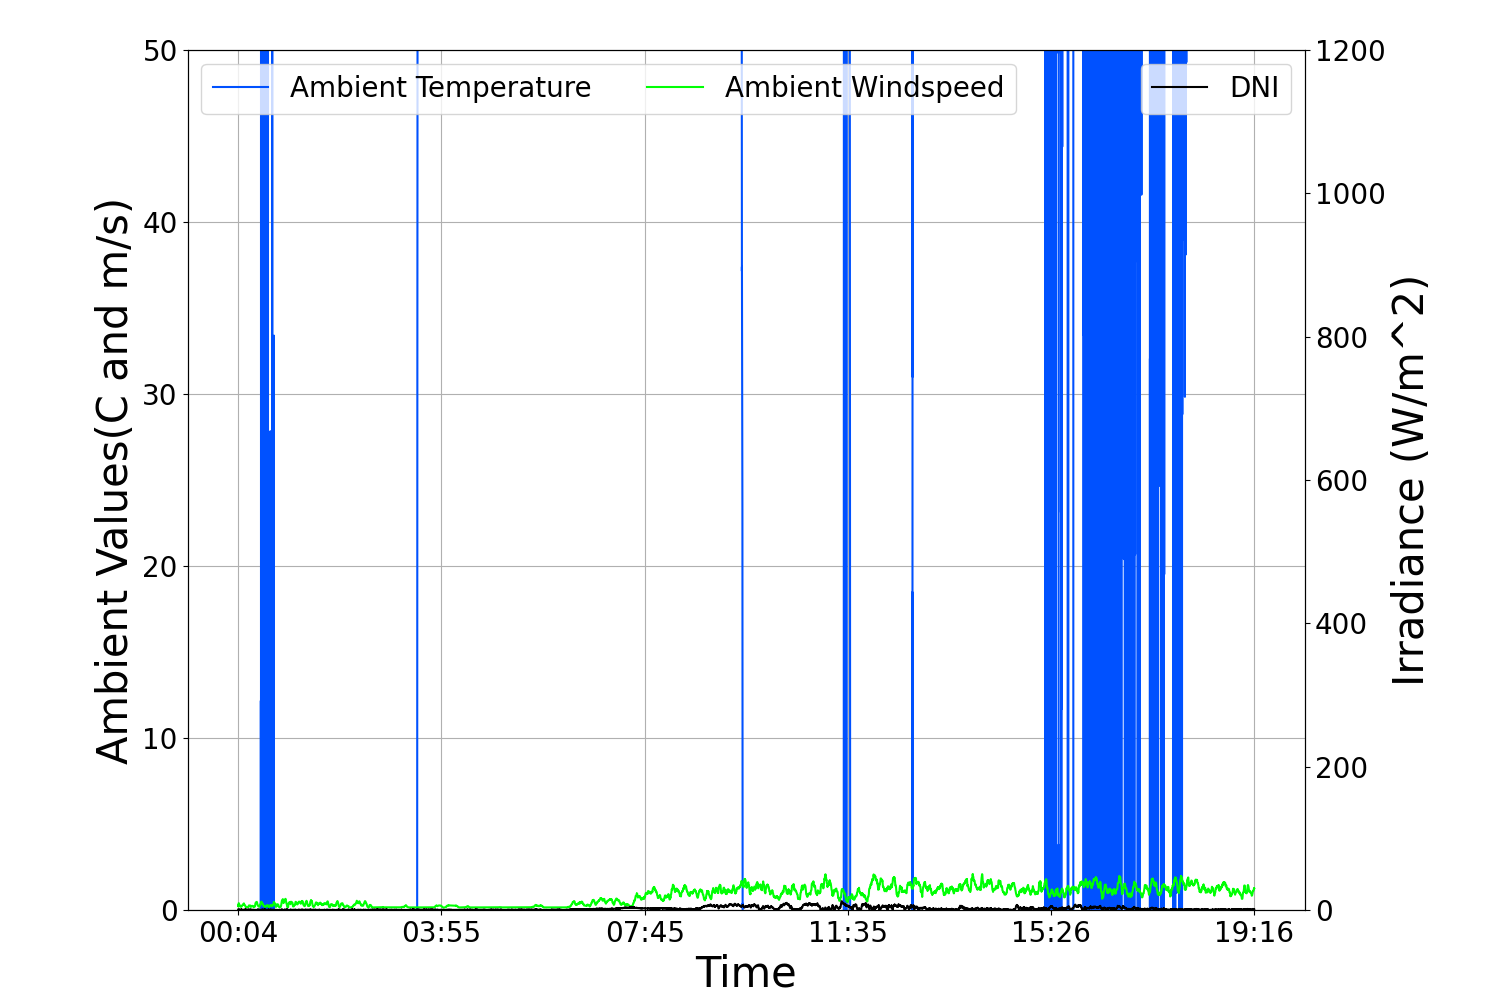 Ambient Temperature
Ambient Windspeed
DNI
50
40
30
20
10
0
Ambient Values(C and m/s)
1200
1000
800
600
400
200
0
Irradiance (W/m^2)
00:04 03:55 07:45 11:35 15:26 19:16
Time